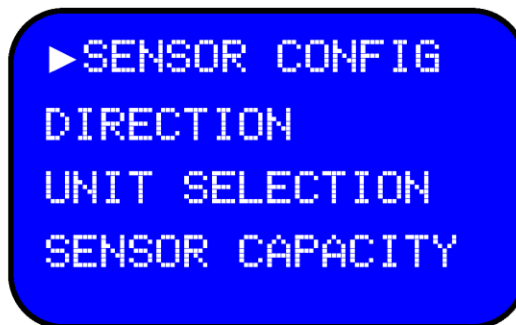 ►SENSOR CONFIG
DIRECTION
UNIT SELECTION
SENSOR CAPACITY